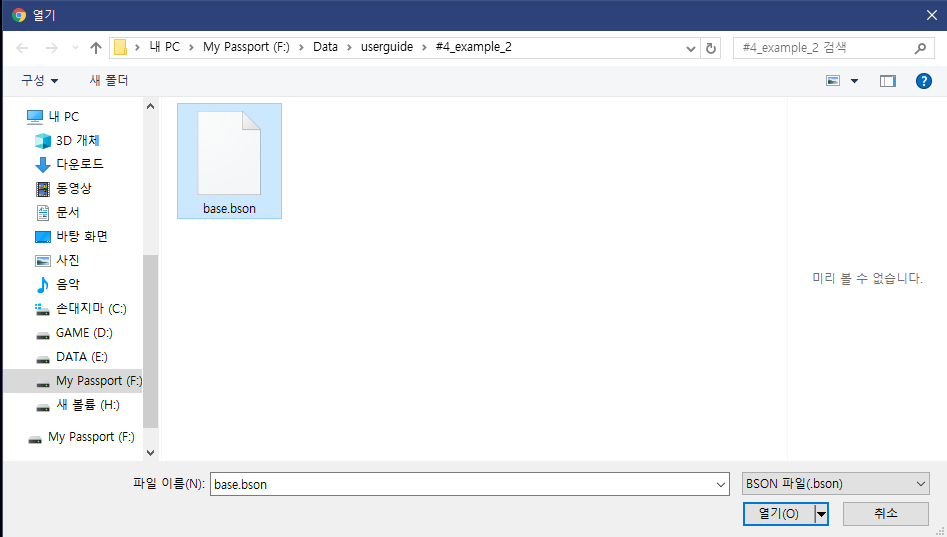 열기
내 PC > My Passport (F:) > Data > userguide > #4_example_2
#4_example_2 검색
구성
새 폴더
내 PC
3D 개체
다운로드
동영상
문서
바탕 화면
사진
음악
손대지마 (C:)
GAME (D:)
DATA (E:)
My Passport (F:)
새 볼륨 (H:)
My Passport (F:)
base.bson
미리 볼 수 없습니다.
파일 이름(N):
base.bson
BSON 파일(.bson)
열기(O)
취소